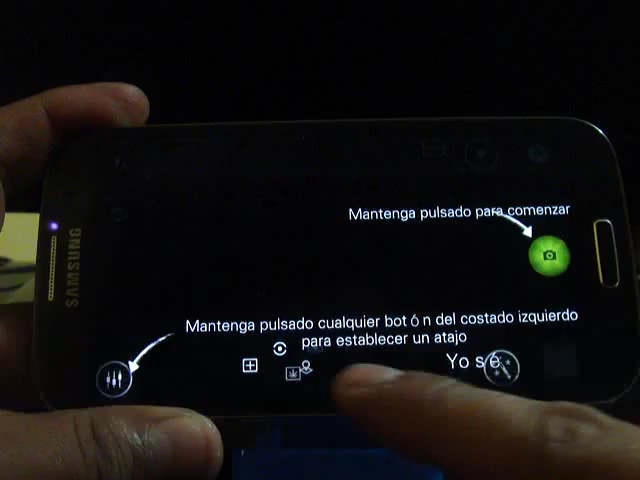 SAMSUNG
Mantenga pulsado para comenzar
Mantenga pulsado cualquier bot ó n del costado izquierdo
para establecer un atajo
Yo s é